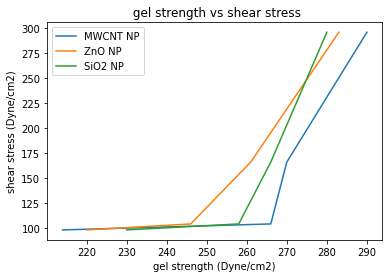 gel strength vs shear stress
MWCNT NP
ZnO NP
SiO2 NP
shear stress (Dyne/cm2)
300
275
250
225
200
175
150
125
100
220 230 240 250 260 270 280 290
gel strength (Dyne/cm2)